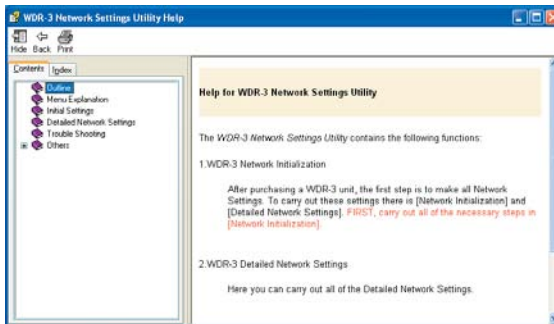 WDR-3 Network Settings Utility Help
Hide Back Print
Contents Index
Outline
Menu Explanation
Initial Settings
Detailed Network Settings
Trouble Shooting
Others
Help for WDR-3 Network Settings Utility
The WDR-3 Network Settings Utility contains the following functions:
1.WDR-3 Network Initialization
After purchasing a WDR-3 unit, the first step is to make all Network
Settings. To carry out these settings there is [Network Initialization] and
[Detailed Network Settings]. FIRST, carry out all of the necessary steps in
[Network Initialization].
2.WDR-3 Detailed Network Settings
Here you can carry out all of the Detailed Network Settings.